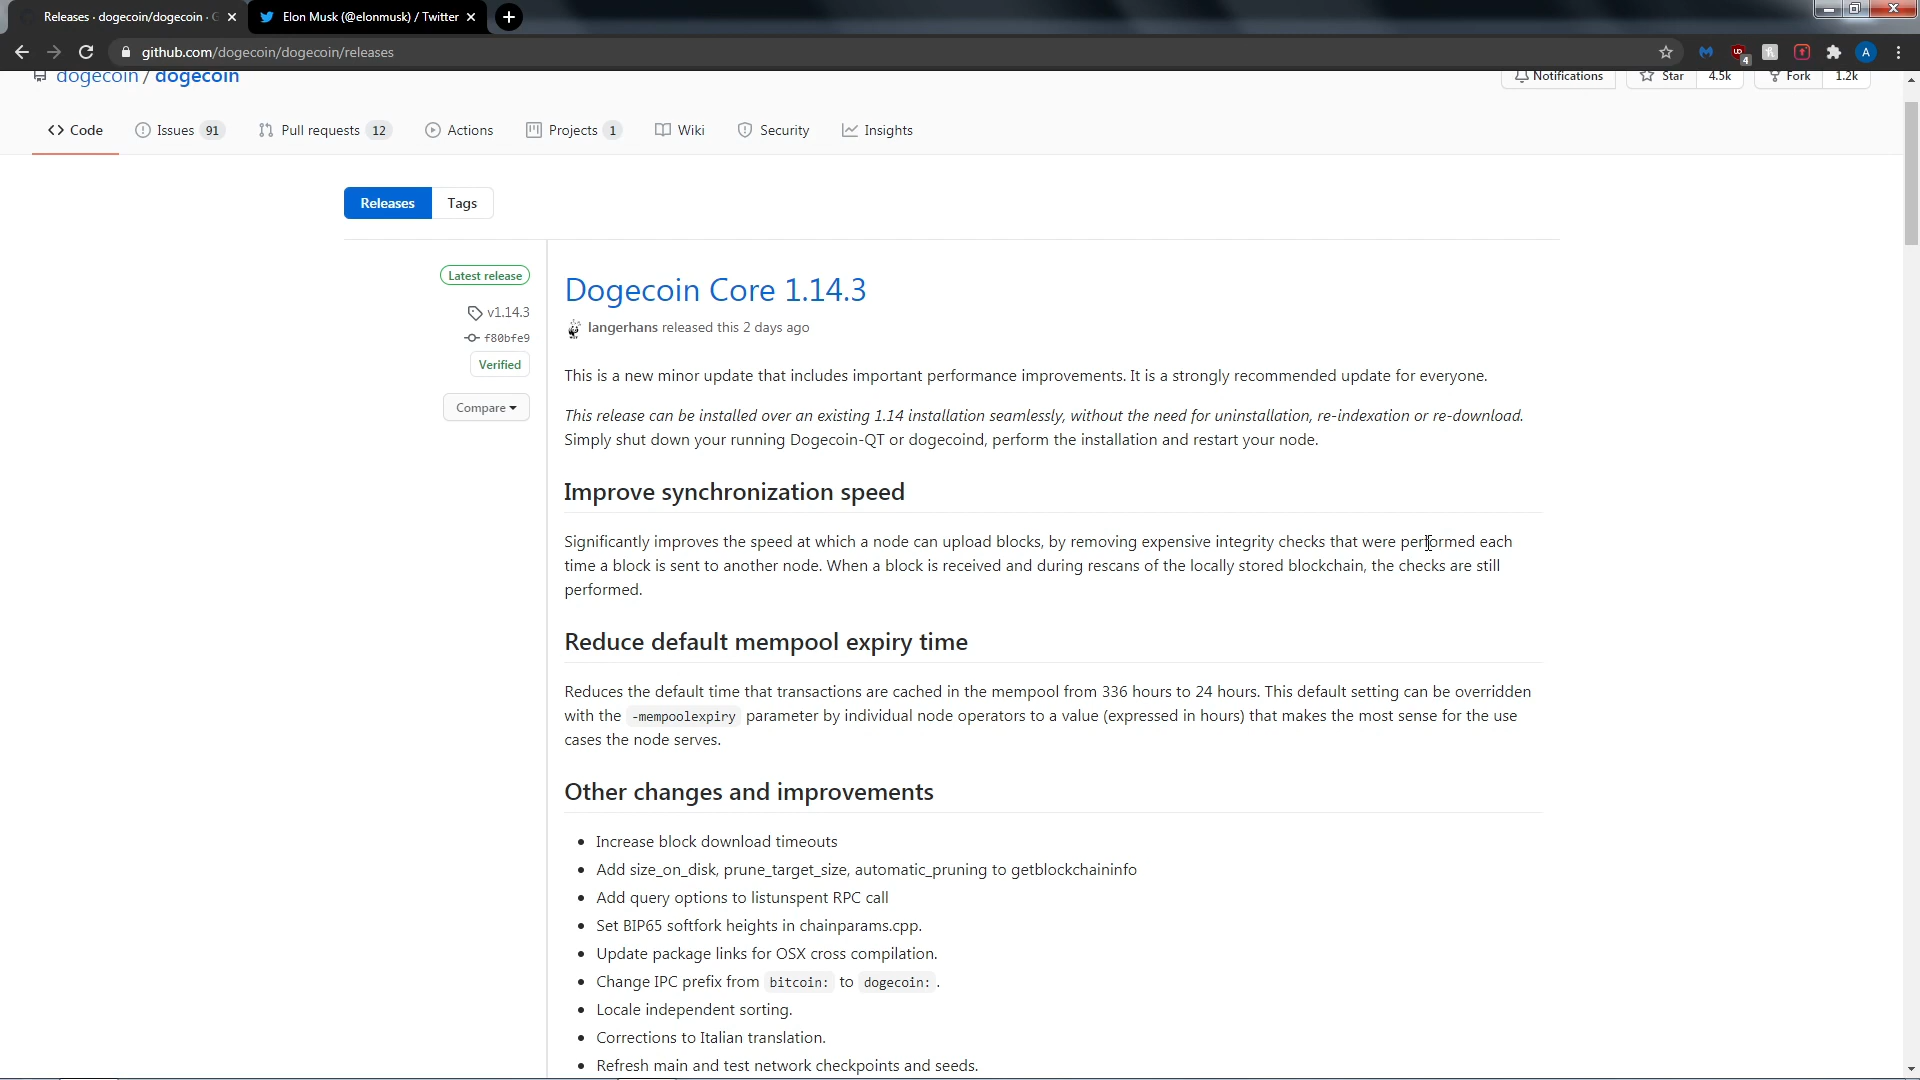 Releases · dogecoin/dogecoin · G
Elon Musk (@elonmusk) / Twitter
github.com/dogecoin/dogecoin/releases
4
A
dogecoin / dogecoin
Notifications
Star 4.5k
Fork 1.2k
Code
Issues 91
Pull requests 12
Actions
Projects 1
Wiki
Security
Insights
Releases
Tags
Latest release
v1.14.3
f80bfe9
Verified
Compare
Dogecoin Core 1.14.3
langerhans released this 2 days ago
This is a new minor update that includes important performance improvements. It is a strongly recommended update for everyone.
This release can be installed over an existing 1.14 installation seamlessly, without the need for uninstallation, re-indexation or re-download.
Simply shut down your running Dogecoin-QT or dogecoind, perform the installation and restart your node.
Improve synchronization speed
Significantly improves the speed at which a node can upload blocks, by removing expensive integrity checks that were performed each
time a block is sent to another node. When a block is received and during rescans of the locally stored blockchain, the checks are still
performed.
Reduce default mempool expiry time
Reduces the default time that transactions are cached in the mempool from 336 hours to 24 hours. This default setting can be overridden
with the -mempoolexpiry parameter by individual node operators to a value (expressed in hours) that makes the most sense for the use
cases the node serves.
Other changes and improvements
• Increase block download timeouts
• Add size_on_disk, prune_target_size, automatic_pruning to getblockchaininfo
• Add query options to listunspent RPC call
• Set BIP65 softfork heights in chainparams.cpp.
• Update package links for OSX cross compilation.
• Change IPC prefix from bitcoin: to dogecoin: .
• Locale independent sorting.
• Corrections to Italian translation.
• Refresh main and test network checkpoints and seeds.